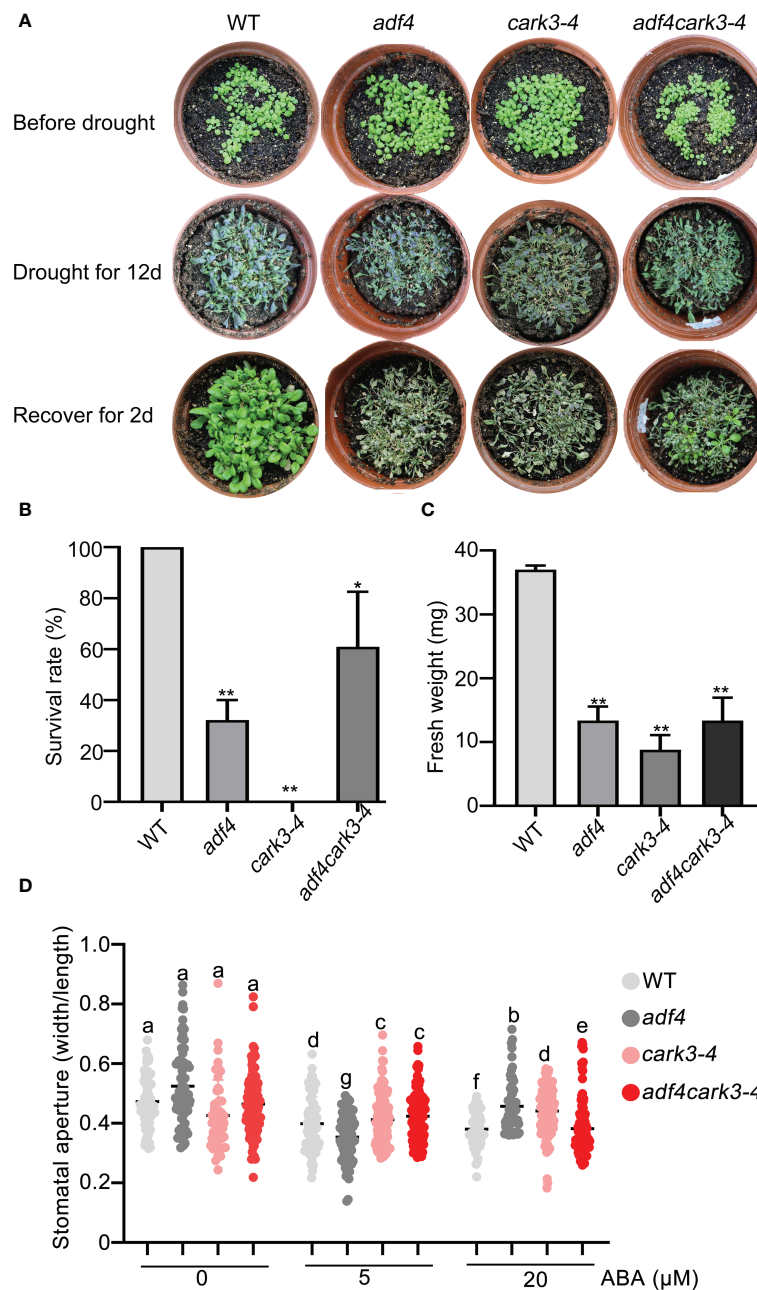 A
WT adf4 cark3-4 adf4cark3-4
Before drought
Drought for 12d
Recover for 2d
B
Survival rate (%)
100
80
60
40
20
0
** ** *
WT adf4 cark3-4 adf4cark3-4
C
Fresh weight (mg)
40
30
20
10
0
** ** **
WT adf4 cark3-4 adf4cark3-4
D
Stomatal aperture (width/length)
1.0
0.8
0.6
0.4
0.2
0
a a a a d g c c f b d e
0 5 20 ABA (μM)
WT
adf4
cark3-4
adf4cark3-4